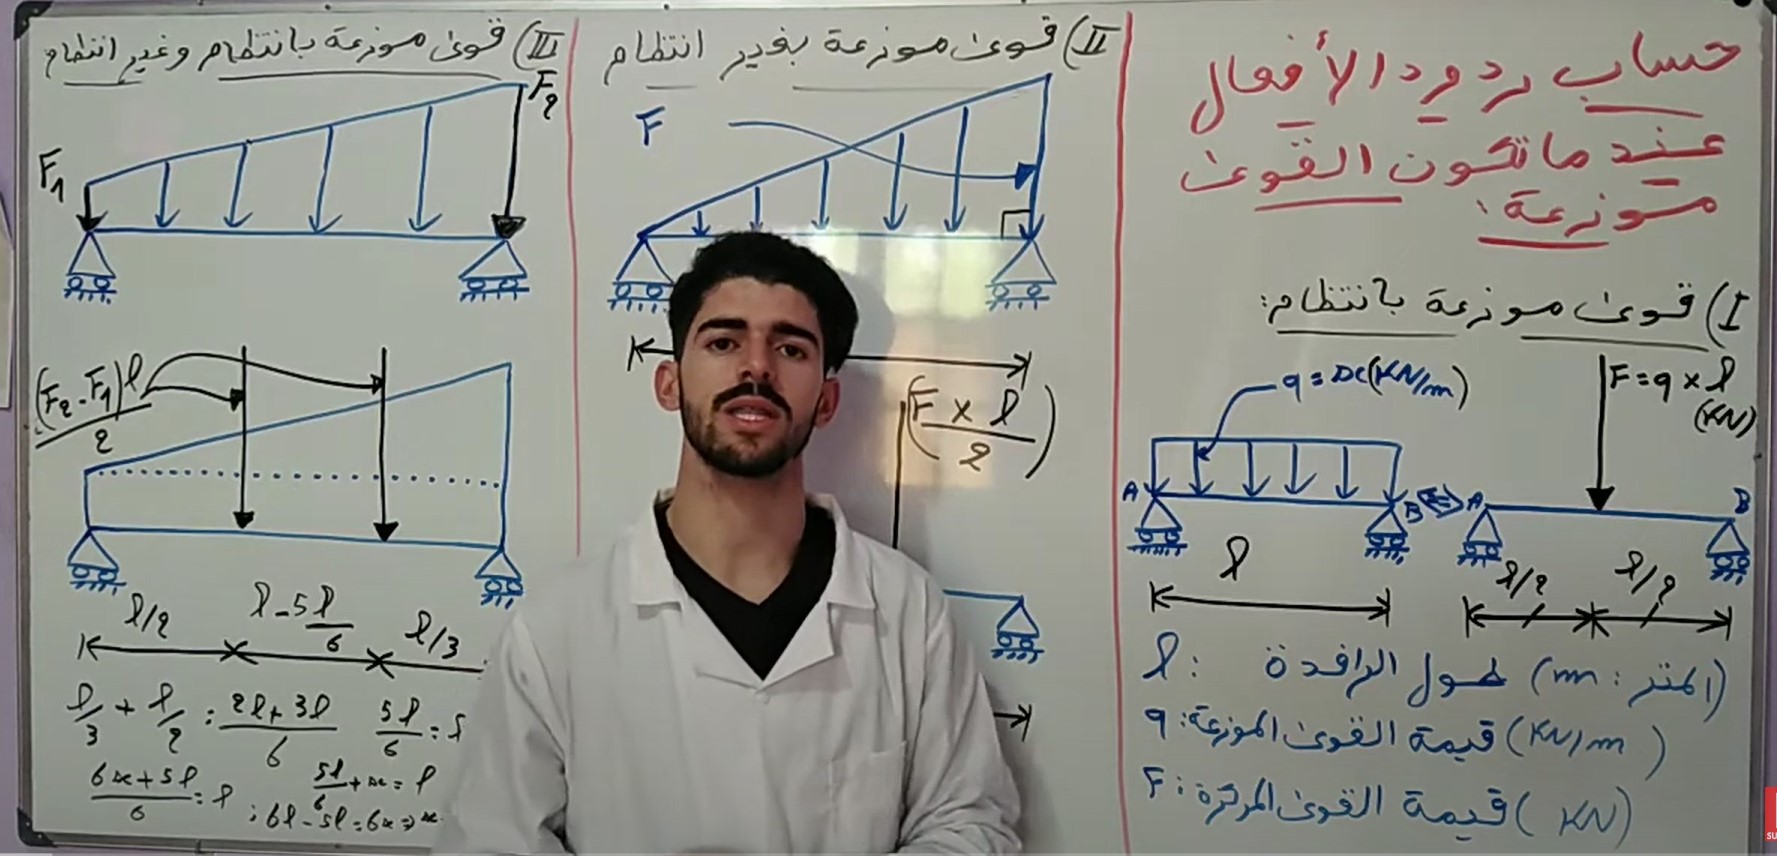 حساب ردود الأفعال
عند ما تكون القوى
موزعة:
I) قوى موزعة بانتظام:
q = x (KN/m)
F = q x l
(KN)
A
B
A
B
l
l/2
l/2
l : طول الرافدة (المتر : m)
q : قيمة القوى الموزعة (KN/m)
F : قيمة القوى المركزة (KN)
II) قوى موزعة بغير انتظام
F
(F x l / 2)
III) قوى موزعة بانتظام وغير انتظام
F1
F2
(F2 - F1) l / 2
l/2
l - 5l/6
l/3
l/3 + l/2 : 2l + 3l / 6
5l/6 =
6x + 5l / 6 = l
5l/6 + x = l
; 6l - 5l = 6x => x
SU